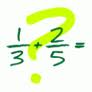 ?
1/3 + 2/5 =